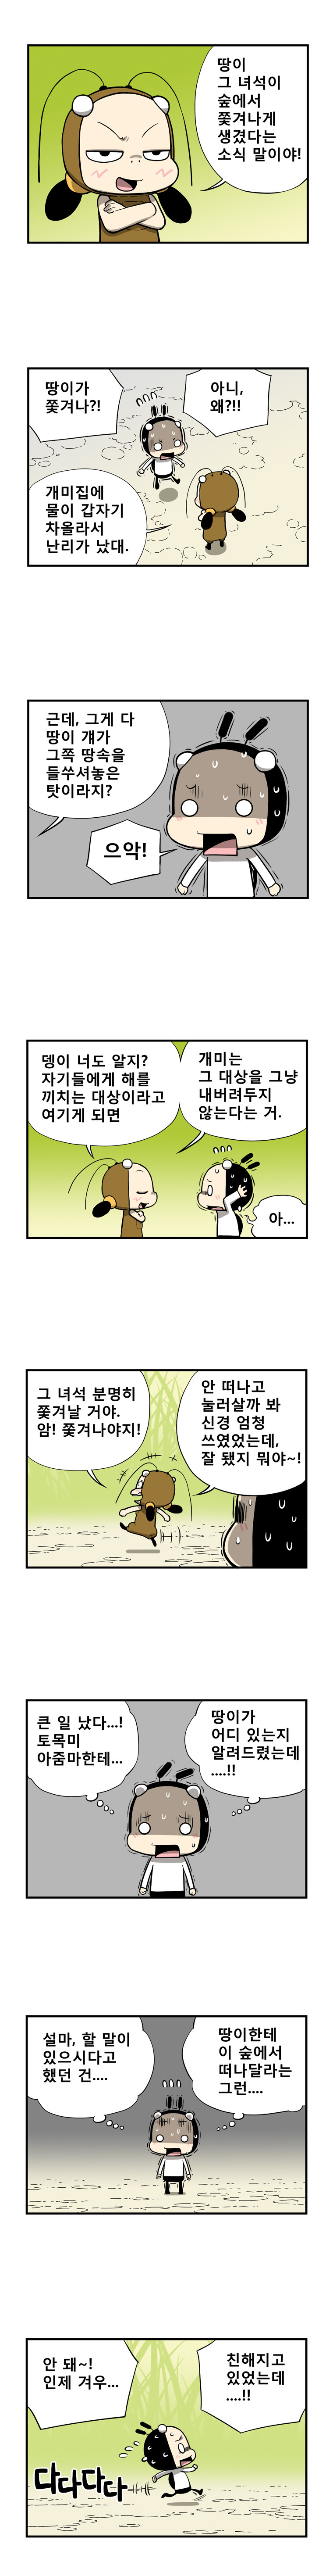 땅이
그 녀석이
숲에서
쫓겨나게
생겼다는
소식 말이야!
땅이가
쫓겨나?!
아니,
왜?!!
개미집에
물이 갑자기
차올라서
난리가 났대.
근데, 그게 다
땅이 걔가
그쪽 땅속을
들쑤셔놓은
탓이라지?
으악!
뎅이 너도 알지?
자기들에게 해를
끼치는 대상이라고
여기게 되면
개미는
그 대상을 그냥
내버려두지
않는다는 거.
아...
그 녀석 분명히
쫓겨날 거야.
암! 쫓겨나야지!
안 떠나고
눌러살까 봐
신경 엄청
쓰였었는데,
잘 됐지 뭐야~!
큰 일 났다...!
토목미
아줌마한테...
땅이가
어디 있는지
알려드렸는데
....!!
설마, 할 말이
있으시다고
했던 건....
땅이한테
이 숲에서
떠나달라는
그런....
안 돼~!
인제 겨우...
친해지고
있었는데
....!!
다다다다